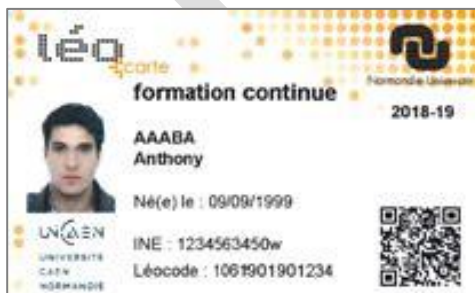 léo
carte
Normandie Université
formation continue
2018-19
AAABA
Anthony
Né(e) le : 09/09/1999
UNICAEN
UNIVERSITÉ
CAEN
NORMANDIE
INE : 1234563450w
Léocode : 1061901901234